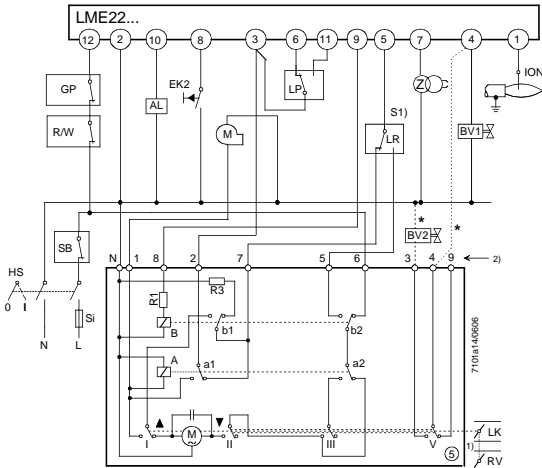 LME22...
12 2 10 8 3 6 11 9 5 7 4 1
GP
R/W
AL
EK2
M
LP
S1)
LR
Z
BV1
ION
SB
HS
0 I
Si
N L
BV2
*
*
N 1 8 2 7 5 6 3 4 9 2)
R1
R3
B
b1
b2
A
a1
a2
I
M
II
III
V
5
LK
1)
RV
7101a14/0606